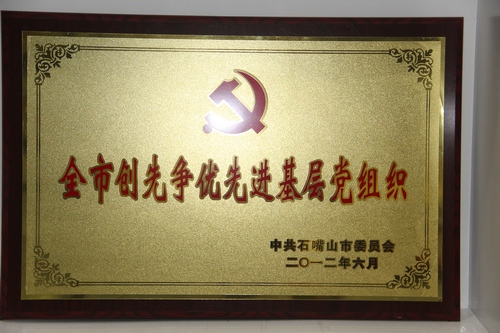 全市创先争优先进基层党组织
中共石嘴山市委员会
二〇一二年六月